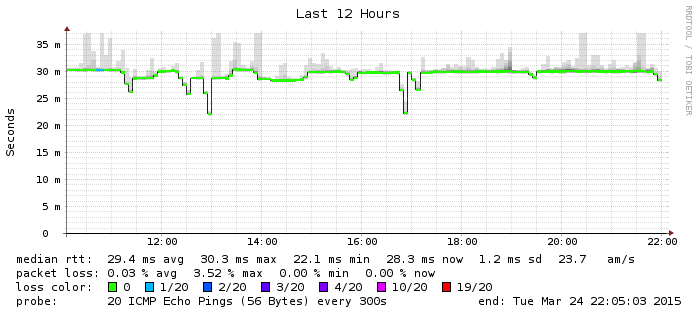 Last 12 Hours
RRDTOOL / TOBI OETIKER
Seconds
35 m
30 m
25 m
20 m
15 m
10 m
5 m
0
12:00 14:00 16:00 18:00 20:00 22:00
median rtt: 29.4 ms avg 30.3 ms max 22.1 ms min 28.3 ms now 1.2 ms sd 23.7 am/s
packet loss: 0.03 % avg 3.52 % max 0.00 % min 0.00 % now
loss color: 0 1/20 2/20 3/20 4/20 10/20 19/20
probe: 20 ICMP Echo Pings (56 Bytes) every 300s end: Tue Mar 24 22:05:03 2015